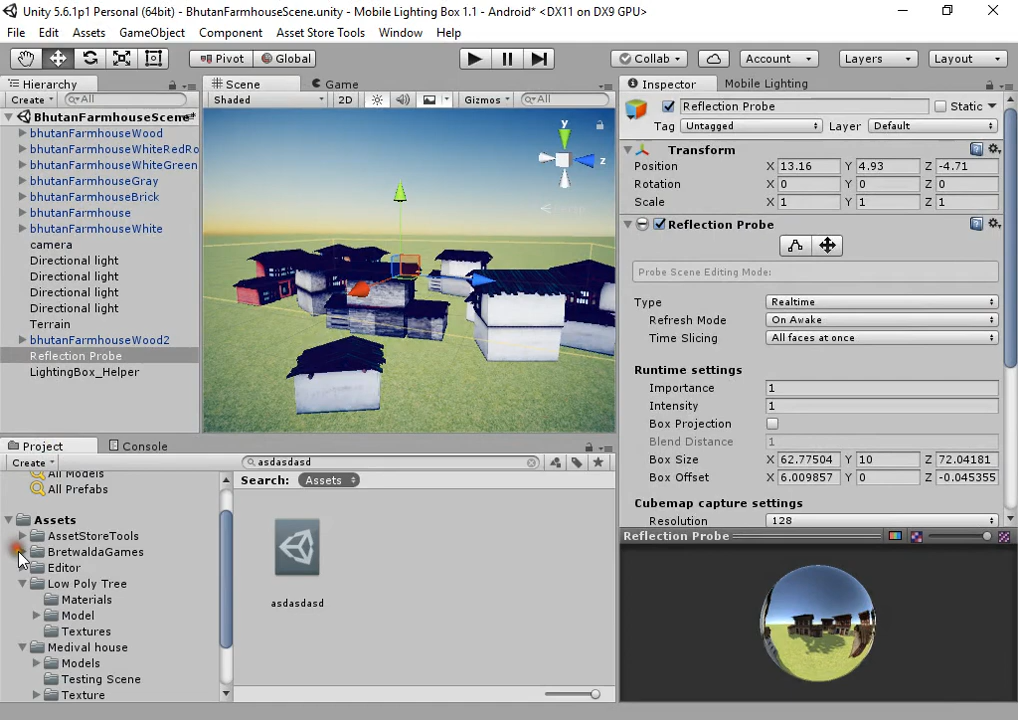 Unity 5.6.1p1 Personal (64bit) - BhutanFarmhouseScene.unity - Mobile Lighting Box 1.1 - Android* <DX11 on DX9 GPU>
File Edit Assets GameObject Component Asset Store Tools Window Help
Pivot Global Collab Account Layers Layout
Hierarchy Scene Game Inspector Mobile Lighting
Create All Shaded 2D Gizmos All
BhutanFarmhouseScene*
bhutanFarmhouseWood
bhutanFarmhouseWhiteRedRo
bhutanFarmhouseWhiteGreen
bhutanFarmhouseGray
bhutanFarmhouseBrick
bhutanFarmhouse
bhutanFarmhouseWhite
camera
Directional light
Directional light
Directional light
Directional light
Terrain
bhutanFarmhouseWood2
Reflection Probe
LightingBox_Helper
y
z
Reflection Probe Static
Tag Untagged Layer Default
Transform
Position X 13.16 Y 4.93 Z -4.71
Rotation X 0 Y 0 Z 0
Scale X 1 Y 1 Z 1
Reflection Probe
Probe Scene Editing Mode:
Type Realtime
Refresh Mode On Awake
Time Slicing All faces at once
Runtime settings
Importance 1
Intensity 1
Box Projection
Blend Distance 1
Box Size X 62.77504 Y 10 Z 72.04181
Box Offset X 6.009857 Y 0 Z -0.045355
Cubemap capture settings
Resolution 128
Reflection Probe
Project Console
Create asdasdasd
Search: Assets
All Models
All Prefabs
Assets
AssetStoreTools
BretwaldaGames
Editor
Low Poly Tree
Materials
Model
Textures
Medival house
Models
Testing Scene
Texture
asdasdasd